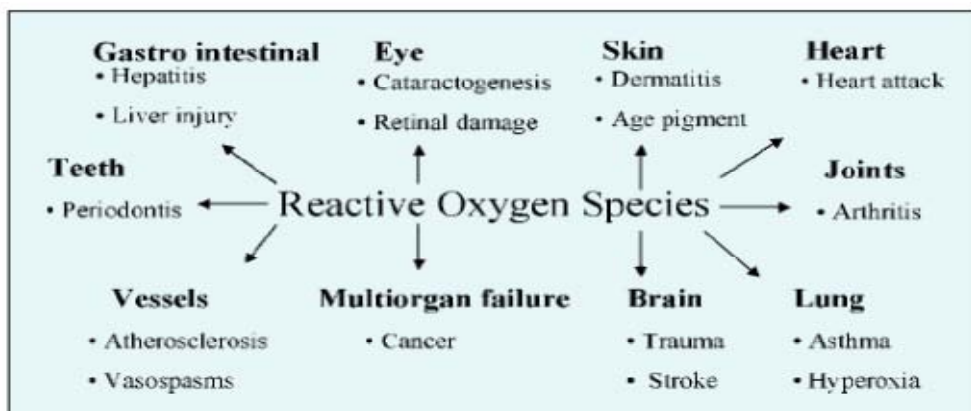 Gastro intestinal
• Hepatitis
• Liver injury
Eye
• Cataractogenesis
• Retinal damage
Skin
• Dermatitis
• Age pigment
Heart
• Heart attack
Teeth
• Periodontis
Reactive Oxygen Species
Joints
• Arthritis
Vessels
• Atherosclerosis
• Vasospasms
Multiorgan failure
• Cancer
Brain
• Trauma
• Stroke
Lung
• Asthma
• Hyperoxia